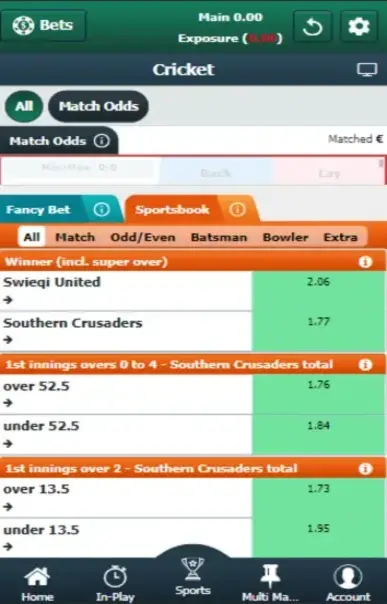 Bets
Main 0.00
Exposure (0.00)
Cricket
All
Match Odds
Match Odds
Matched €
Min/Max 0-0
Back
Lay
Fancy Bet
Sportsbook
All Match Odd/Even Batsman Bowler Extra
Winner (incl. super over)
Swieqi United
2.06
Southern Crusaders
1.77
1st innings overs 0 to 4 - Southern Crusaders total
over 52.5
1.76
under 52.5
1.84
1st innings over 2 - Southern Crusaders total
over 13.5
1.73
under 13.5
1.95
Home
In-Play
Sports
Multi Ma...
Account